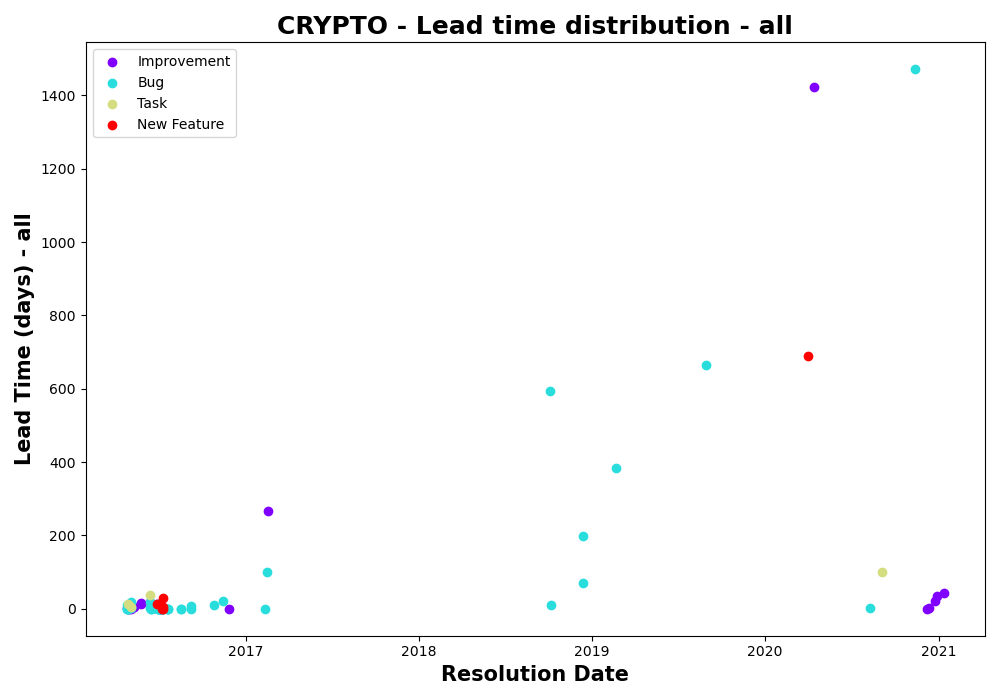 CRYPTO - Lead time distribution - all
Improvement
Bug
Task
New Feature
Lead Time (days) - all
1400
1200
1000
800
600
400
200
0
2017 2018 2019 2020 2021
Resolution Date